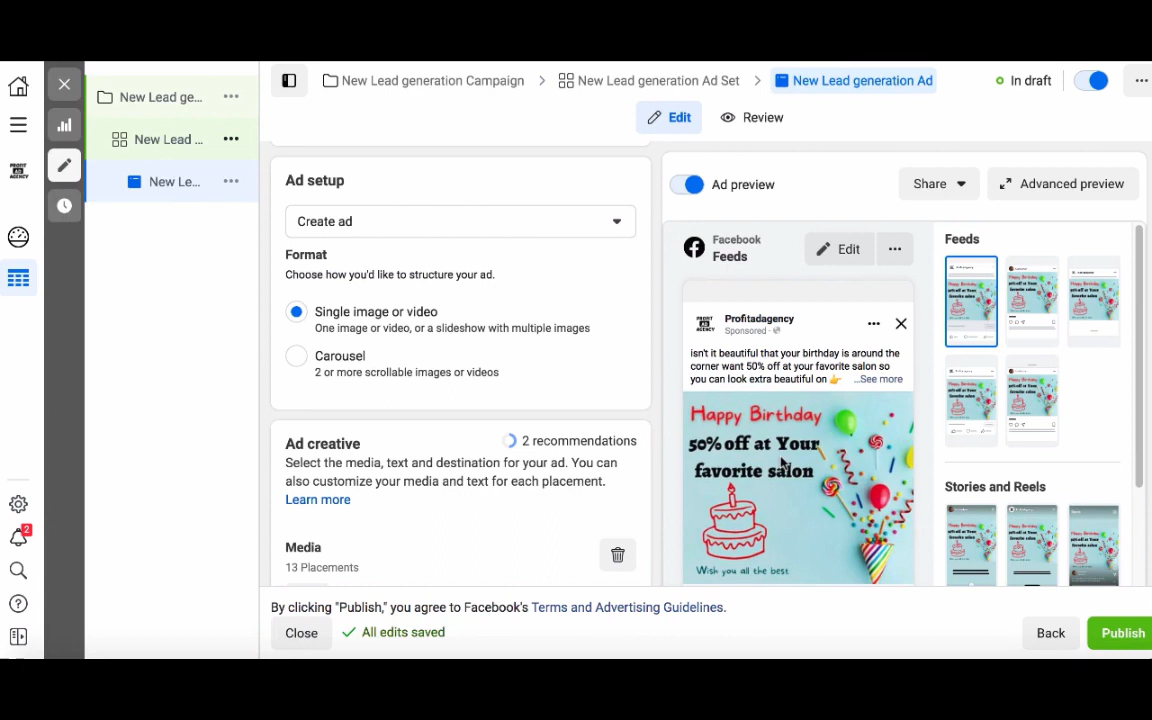 New Lead generation Campaign
New Lead generation Ad Set
New Lead generation Ad
In draft
New Lead ge...
New Lead ...
New Le...
PROFIT
AD
AGENCY
2
Edit
Review
Ad setup
Create ad
Format
Choose how you'd like to structure your ad.
Single image or video
One image or video, or a slideshow with multiple images
Carousel
2 or more scrollable images or videos
Ad creative
2 recommendations
Select the media, text and destination for your ad. You can
also customize your media and text for each placement.
Learn more
Media
13 Placements
Ad preview
Share
Advanced preview
Facebook
Feeds
Edit
PROFIT
AD
AGENCY
Profitadagency
Sponsored ·
isn't it beautiful that your birthday is around the
corner want 50% off at your favorite salon so
you can look extra beautiful on 👉 ...See more
Happy Birthday
50% off at Your
favorite salon
Wish you all the best
Feeds
Stories and Reels
By clicking "Publish," you agree to Facebook's Terms and Advertising Guidelines.
Close
All edits saved
Back
Publish